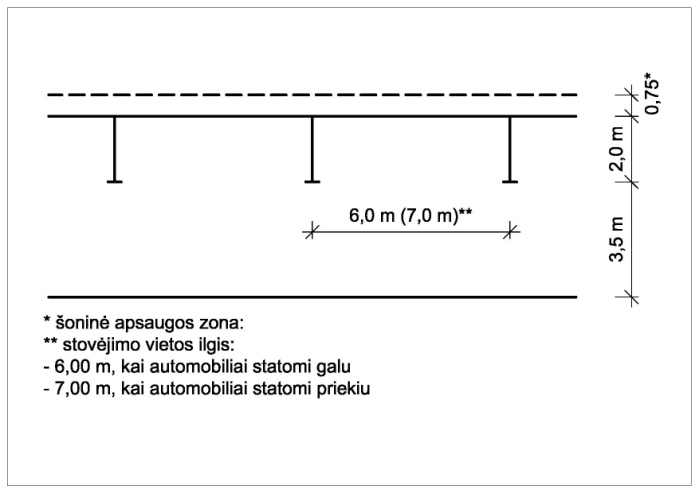 0,75*
2,0 m
6,0 m (7,0 m)**
3,5 m
* šoninė apsaugos zona:
** stovėjimo vietos ilgis:
- 6,00 m, kai automobiliai statomi galu
- 7,00 m, kai automobiliai statomi priekiu